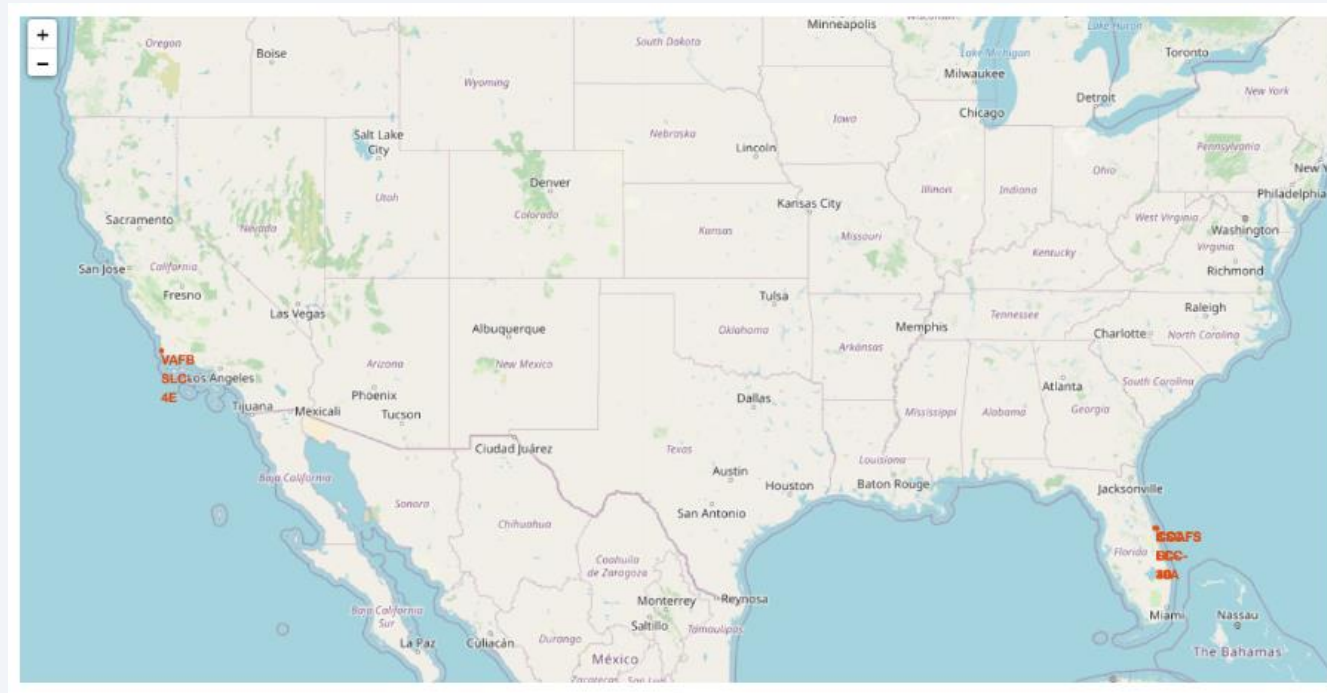 +
−
Oregon
Boise
South Dakota
Minneapolis
Lake Huron
Toronto
Wyoming
Lake Michigan
Milwaukee
Detroit
New York
Chicago
Salt Lake
City
Nebraska
Iowa
Lincoln
Pennsylvania
New Y
Ohio
Denver
Utah
Illinois
Indiana
Philadelphia
Colorado
Kansas City
Sacramento
Nevada
Kansas
Missouri
West Virginia
Washington
Virginia
Kentucky
San Jose
California
Richmond
Fresno
Tulsa
Las Vegas
Raleigh
Albuquerque
Oklahoma
Memphis
Tennessee
Charlotte
North Carolina
VAFB
SLC-
4E
Arizona
New Mexico
Arkansas
Los Angeles
Phoenix
Atlanta
South Carolina
Tijuana
Mexicali
Tucson
Dallas
Mississippi
Alabama
Georgia
Ciudad Juárez
Texas
Louisiana
Austin
Baja California
Houston
Baton Rouge
Jacksonville
Sonora
San Antonio
Chihuahua
Florida
Coahuila
de Zaragoza
Monterrey
Reynosa
Baja California
Sur
Saltillo
Tamaulipas
Miami
Nassau
La Paz
Culiacán
Durango
México
The Bahamas
Zacatecas
San Luis